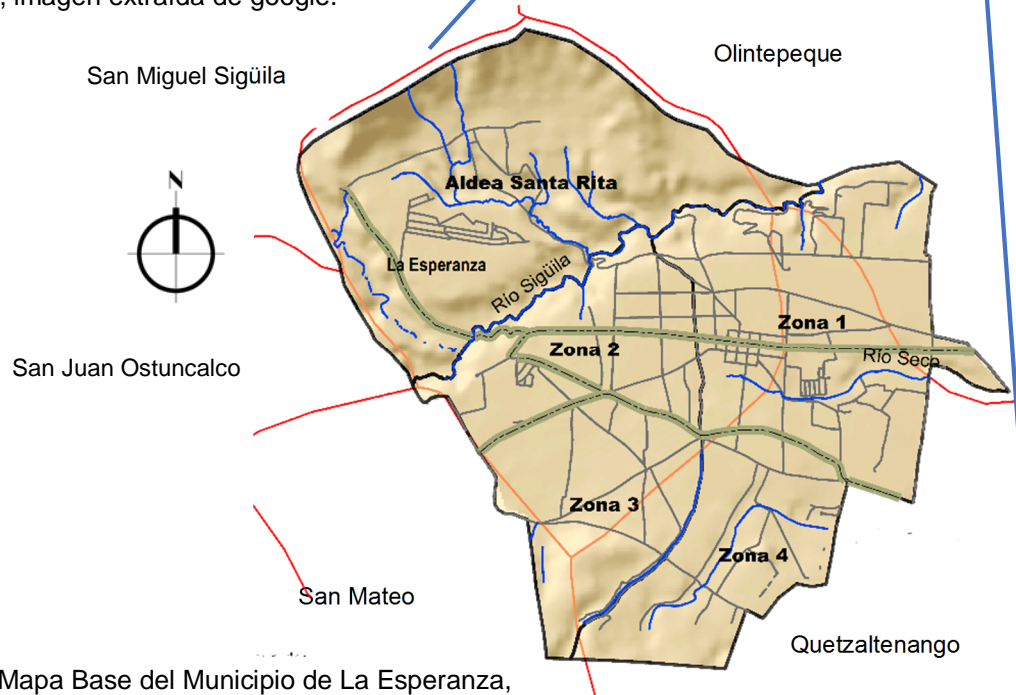 , imagen extraída de google.
Olintepeque
San Miguel Sigüila
N
Aldea Santa Rita
La Esperanza
Río Sigüila
Zona 1
Zona 2
Río Seco
San Juan Ostuncalco
Zona 3
Zona 4
San Mateo
Quetzaltenango
Mapa Base del Municipio de La Esperanza,